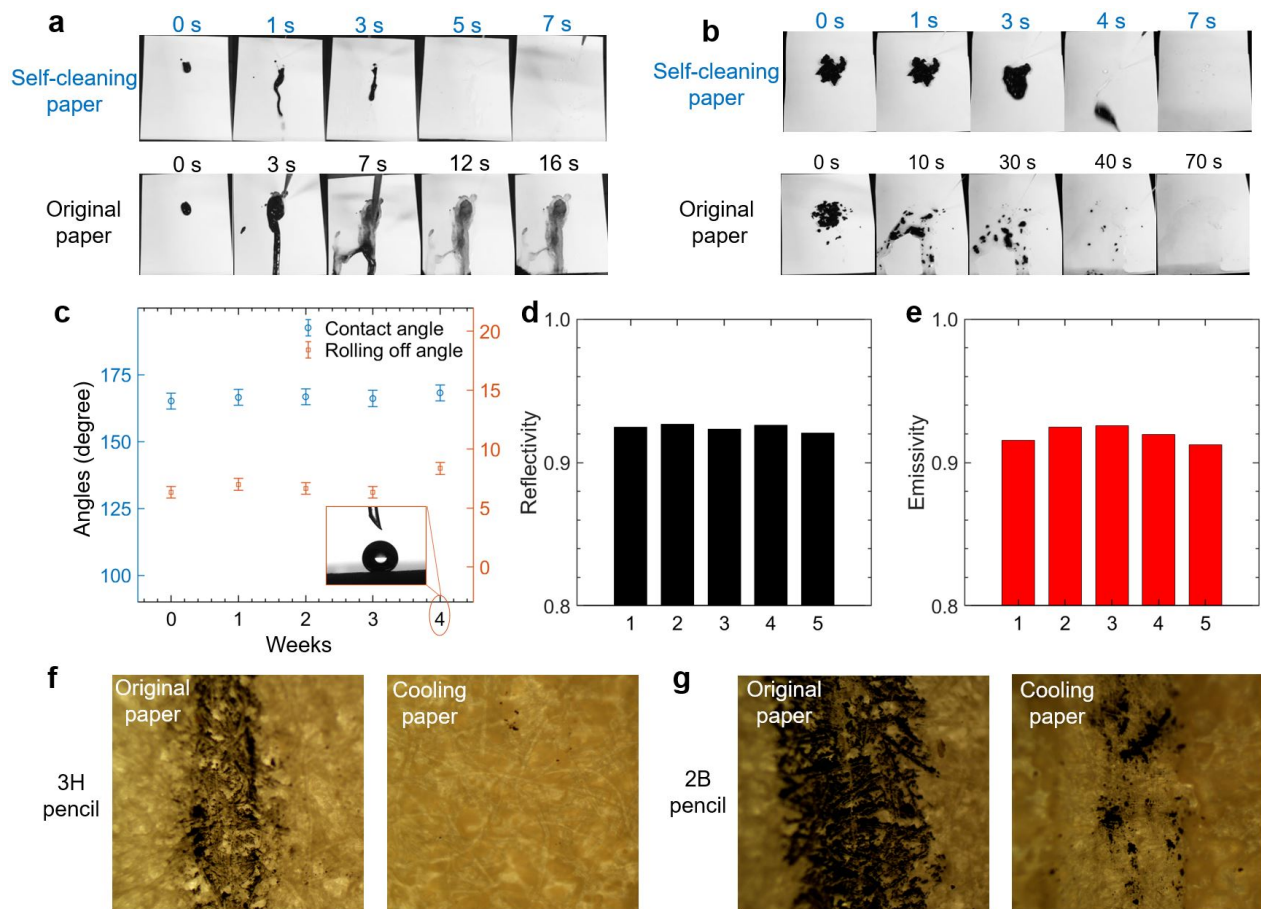 a
0 s 1 s 3 s 5 s 7 s
Self-cleaning
paper
0 s 3 s 7 s 12 s 16 s
Original
paper
b
0 s 1 s 3 s 4 s 7 s
Self-cleaning
paper
0 s 10 s 30 s 40 s 70 s
Original
paper
c
Contact angle
Rolling off angle
Angles (degree)
175
150
125
100
20
15
10
5
0
0 1 2 3 4
Weeks
d
Reflectivity
1.0
0.9
0.8
1 2 3 4 5
e
Emissivity
1.0
0.9
0.8
1 2 3 4 5
f
3H
pencil
Original
paper
Cooling
paper
g
2B
pencil
Original
paper
Cooling
paper